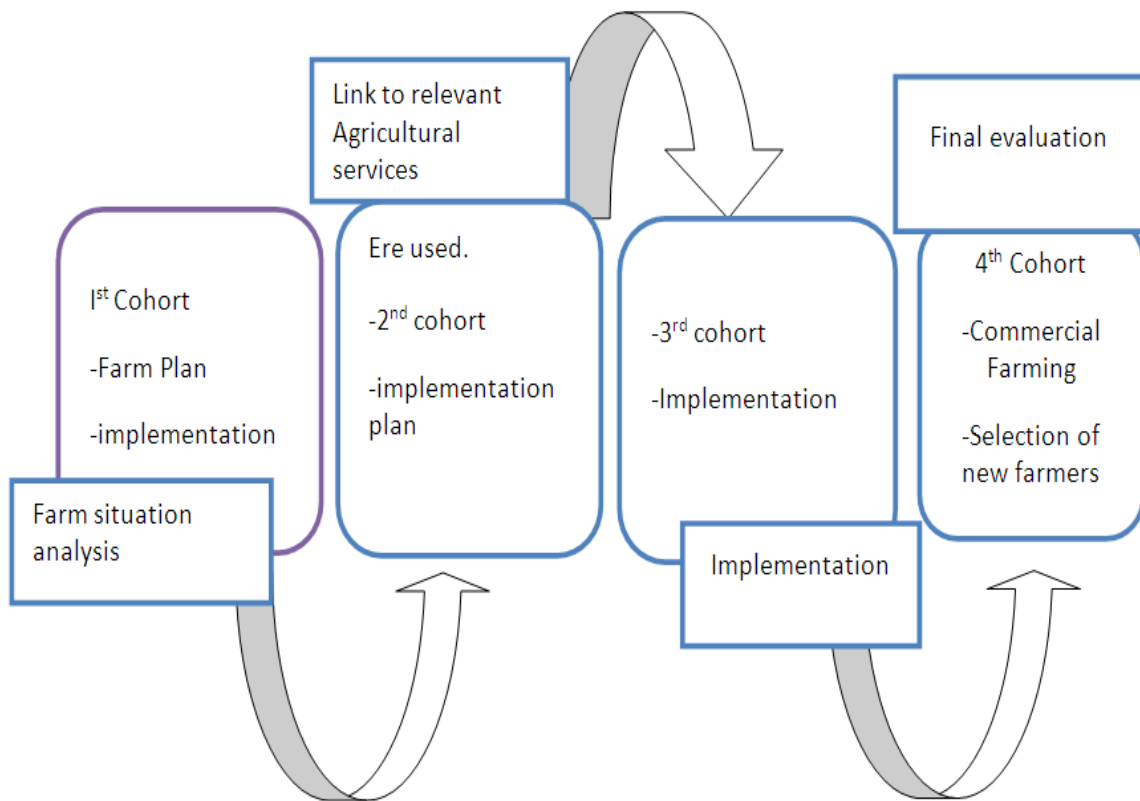 Ist Cohort
-Farm Plan
-implementation
Farm situation
analysis
Link to relevant
Agricultural
services
Ere used.
-2nd cohort
-implementation
plan
-3rd cohort
-Implementation
Implementation
Final evaluation
4th Cohort
-Commercial
Farming
-Selection of
new farmers